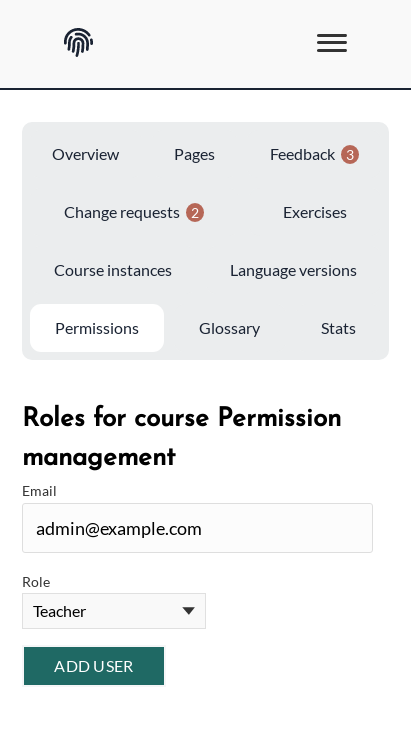 Overview Pages Feedback 3
Change requests 2 Exercises
Course instances Language versions
Permissions Glossary Stats
Roles for course Permission
management
Email
admin@example.com
Role
Teacher
ADD USER